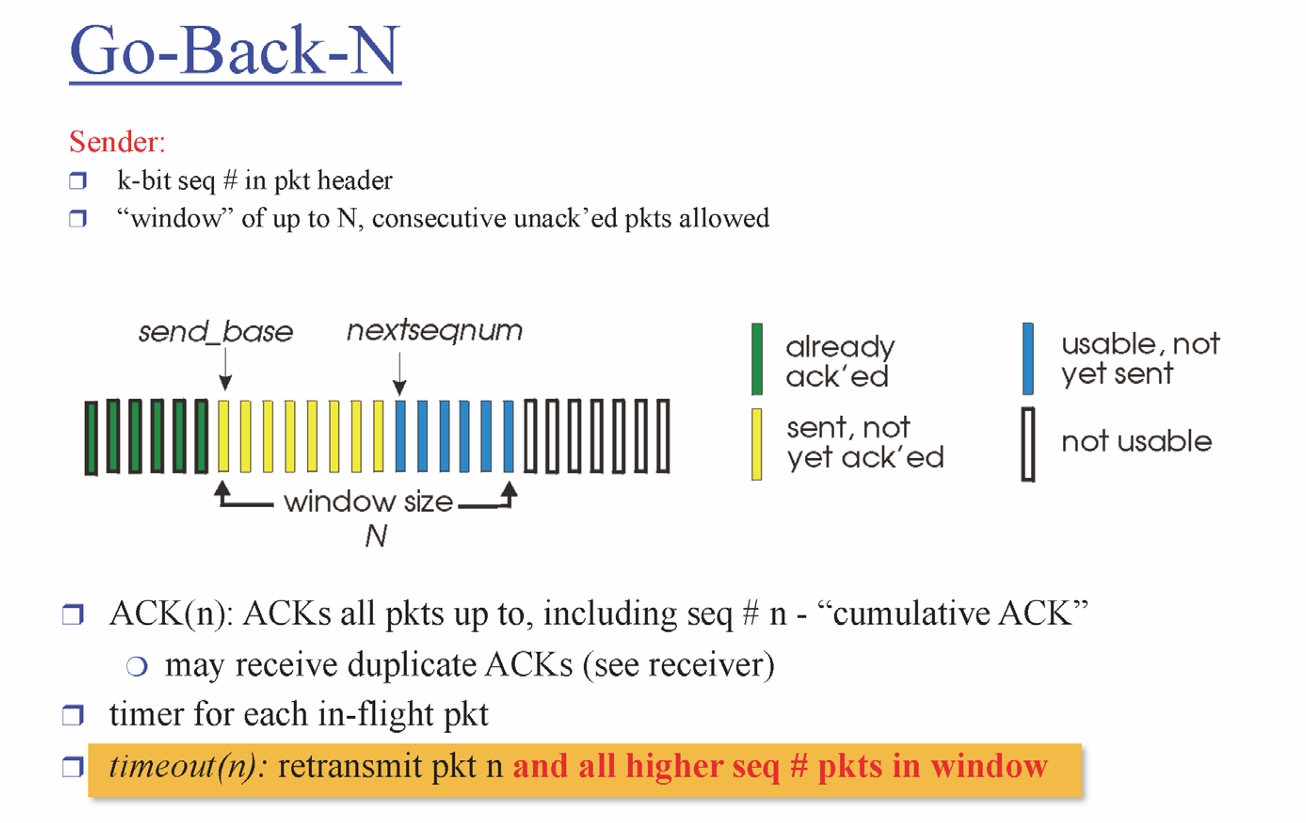 Go-Back-N
Sender:
k-bit seq # in pkt header
“window” of up to N, consecutive unack’ed pkts allowed
send_base
nextseqnum
already
ack’ed
usable, not
yet sent
sent, not
yet ack’ed
not usable
window size
N
ACK(n): ACKs all pkts up to, including seq # n - “cumulative ACK”
may receive duplicate ACKs (see receiver)
timer for each in-flight pkt
timeout(n): retransmit pkt n and all higher seq # pkts in window